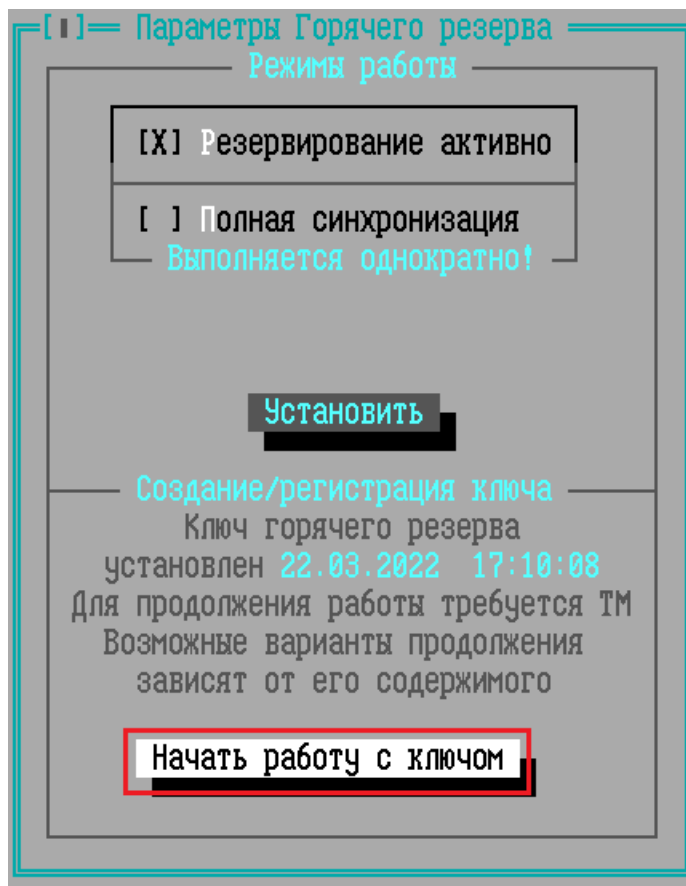 [▮] Параметры Горячего резерва
Режимы работы
[X] Резервирование активно
[ ] Полная синхронизация
Выполняется однократно!
Установить
Создание/регистрация ключа
Ключ горячего резерва
установлен 22.03.2022 17:10:08
Для продолжения работы требуется ТМ
Возможные варианты продолжения
зависят от его содержимого
Начать работу с ключом